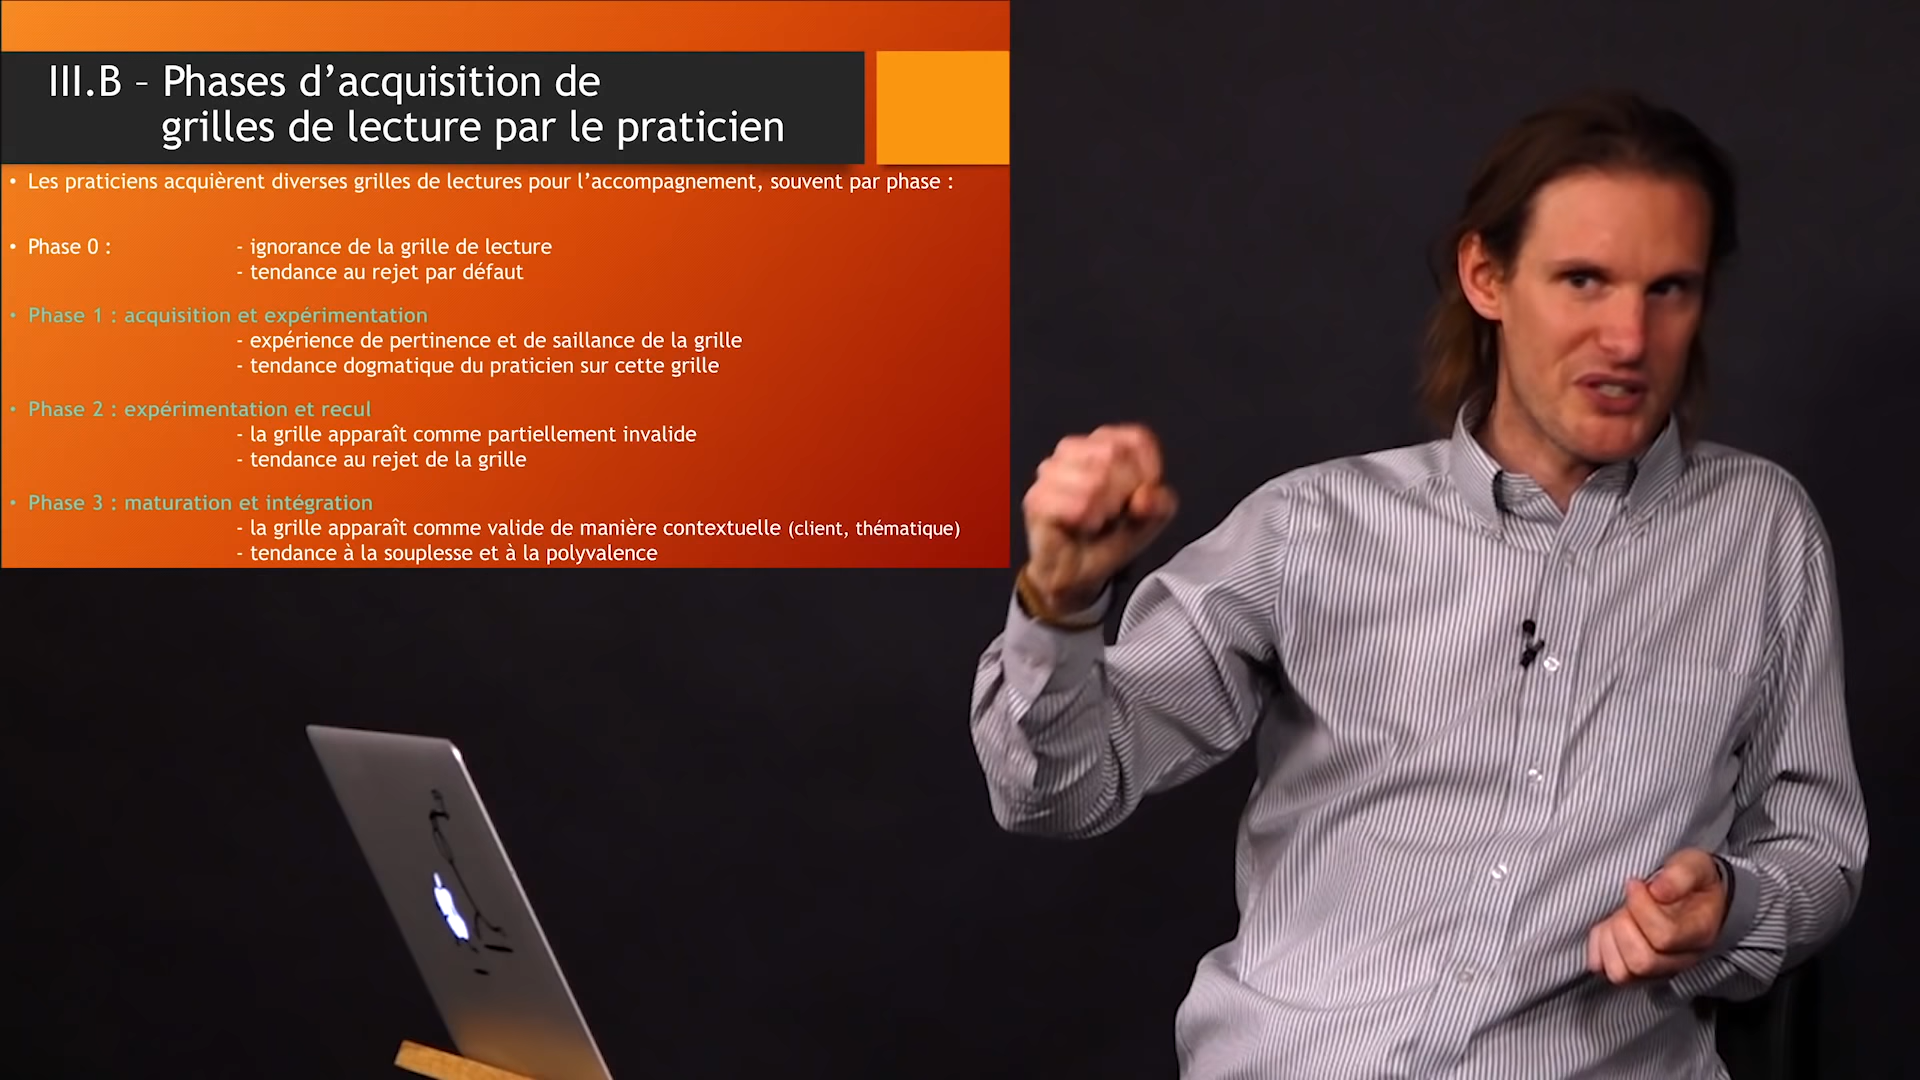 III.B – Phases d’acquisition de
grilles de lecture par le praticien
• Les praticiens acquièrent diverses grilles de lectures pour l’accompagnement, souvent par phase :
• Phase 0 : - ignorance de la grille de lecture
- tendance au rejet par défaut
• Phase 1 : acquisition et expérimentation
- expérience de pertinence et de saillance de la grille
- tendance dogmatique du praticien sur cette grille
• Phase 2 : expérimentation et recul
- la grille apparaît comme partiellement invalide
- tendance au rejet de la grille
• Phase 3 : maturation et intégration
- la grille apparaît comme valide de manière contextuelle (client, thématique)
- tendance à la souplesse et à la polyvalence